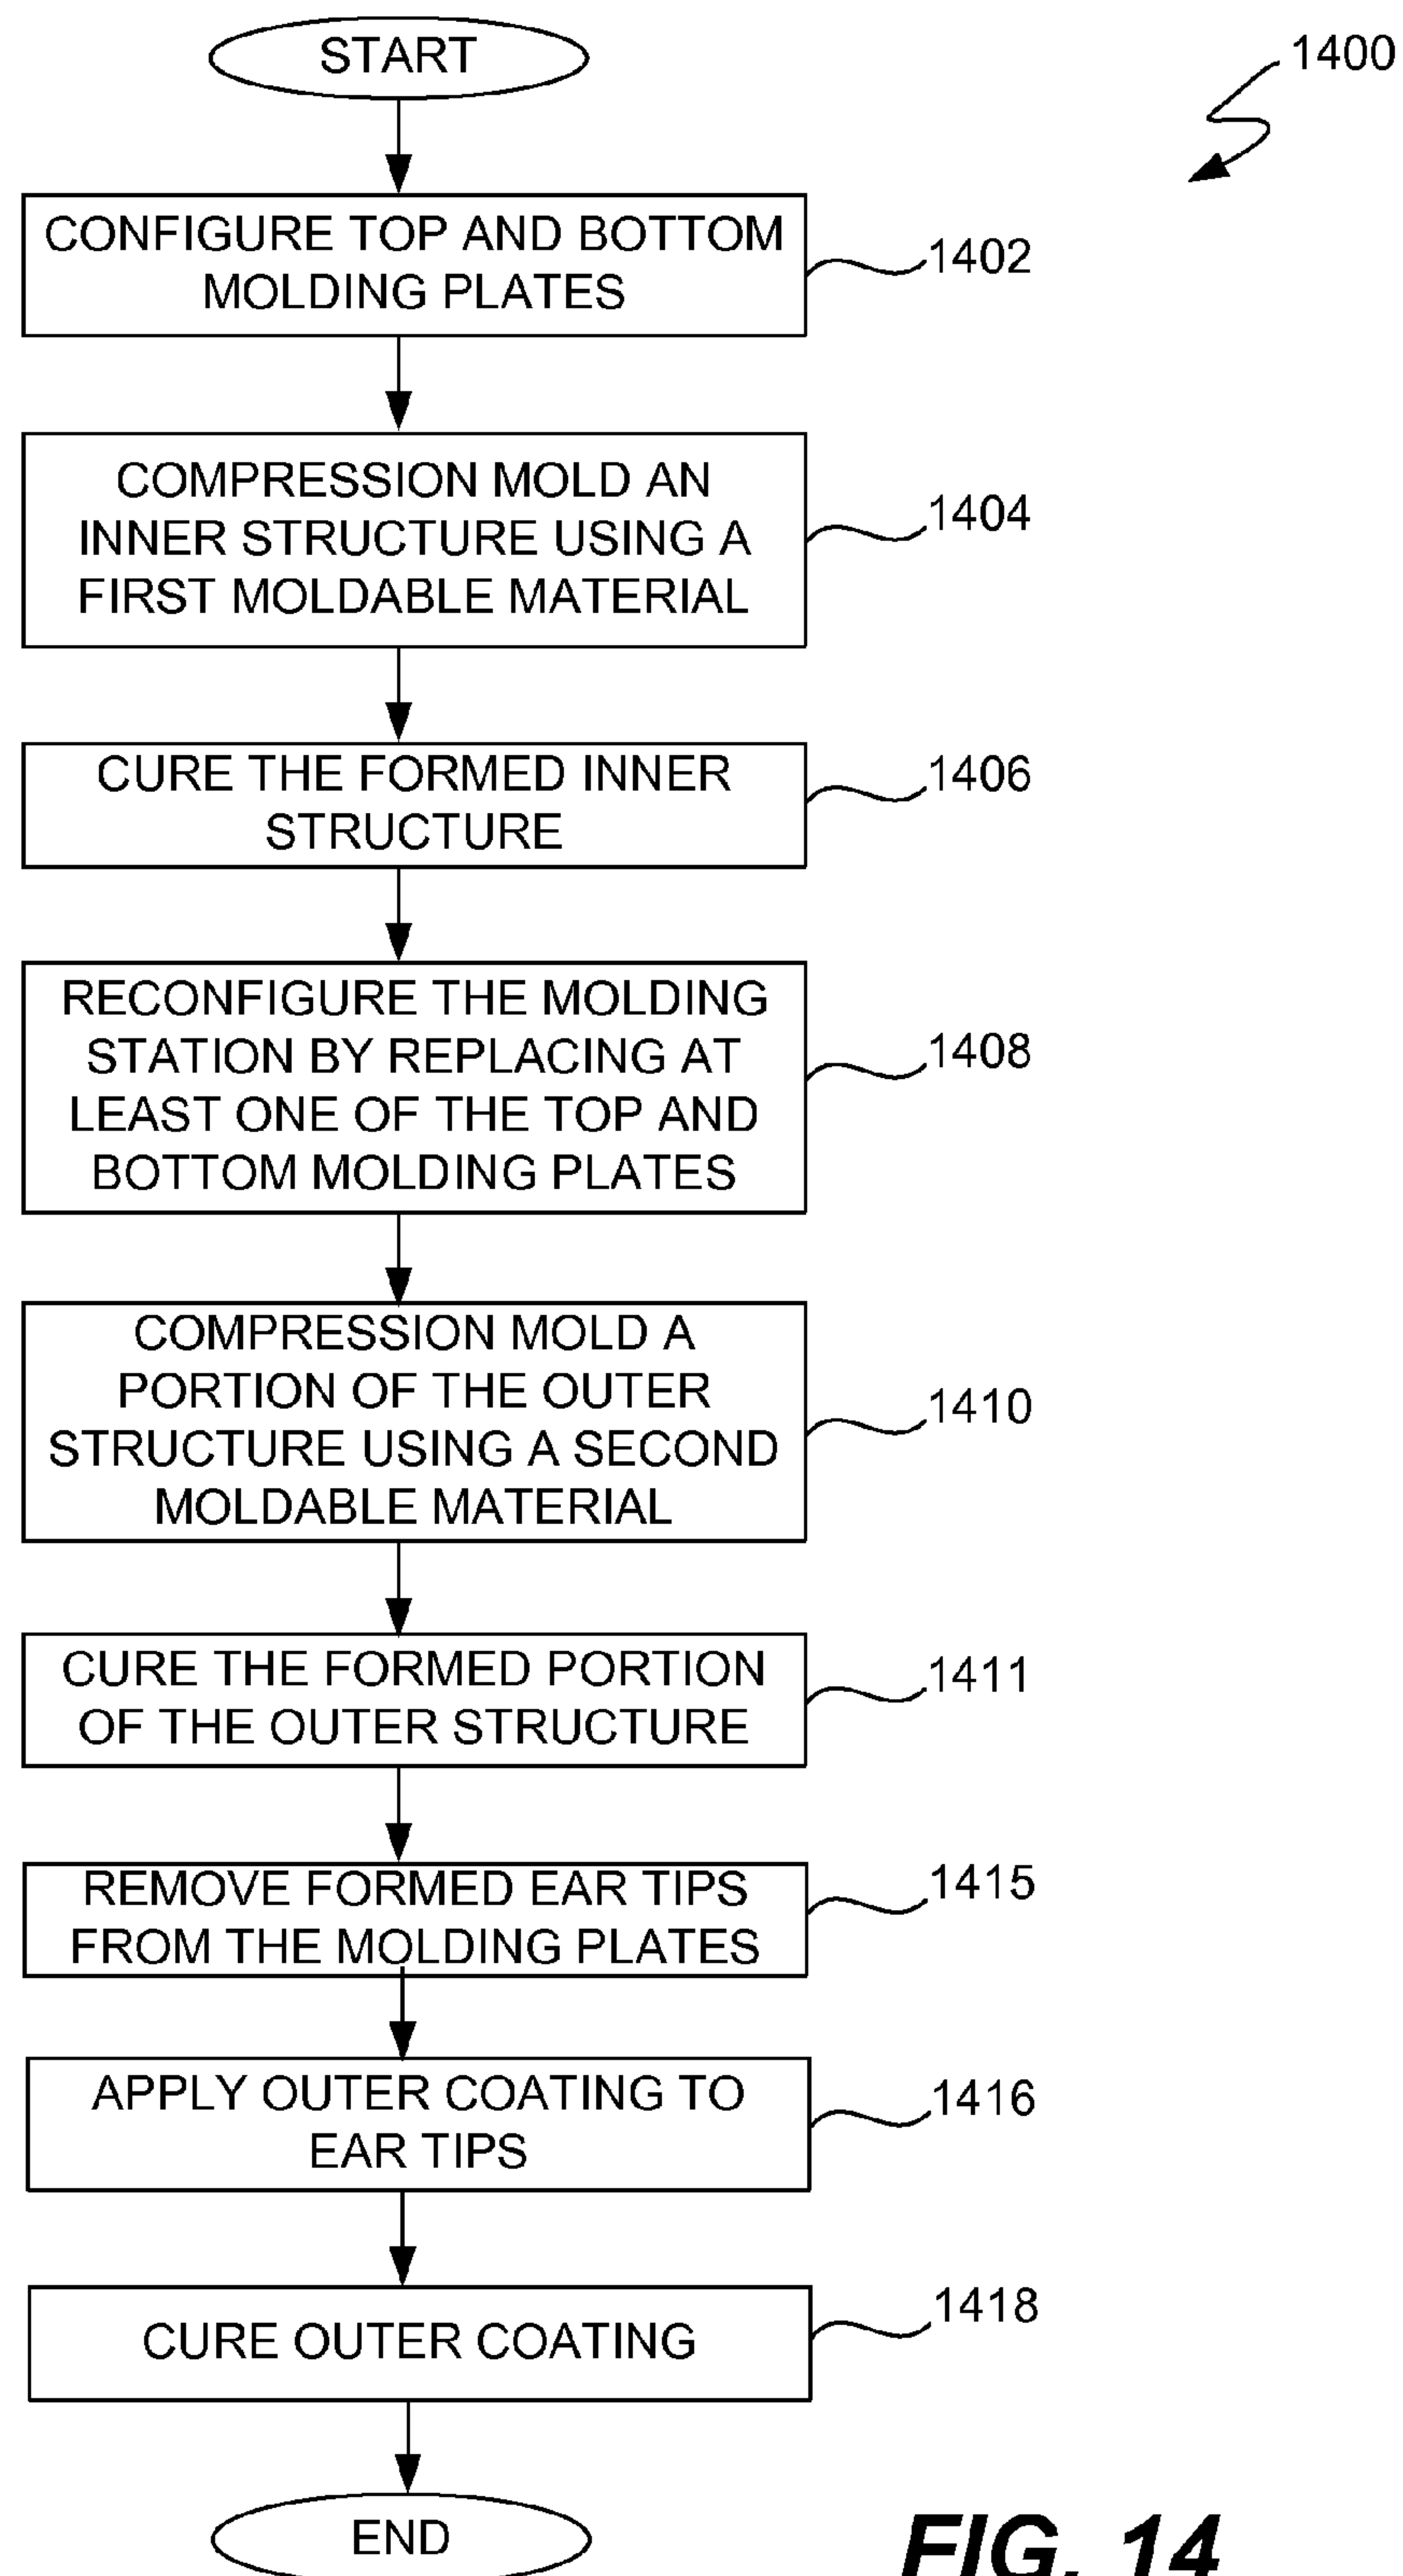 START
1400
CONFIGURE TOP AND BOTTOM
MOLDING PLATES
1402
COMPRESSION MOLD AN
INNER STRUCTURE USING A
FIRST MOLDABLE MATERIAL
1404
CURE THE FORMED INNER
STRUCTURE
1406
RECONFIGURE THE MOLDING
STATION BY REPLACING AT
LEAST ONE OF THE TOP AND
BOTTOM MOLDING PLATES
1408
COMPRESSION MOLD A
PORTION OF THE OUTER
STRUCTURE USING A SECOND
MOLDABLE MATERIAL
1410
CURE THE FORMED PORTION
OF THE OUTER STRUCTURE
1411
REMOVE FORMED EAR TIPS
FROM THE MOLDING PLATES
1415
APPLY OUTER COATING TO
EAR TIPS
1416
CURE OUTER COATING
1418
END
FIG. 14